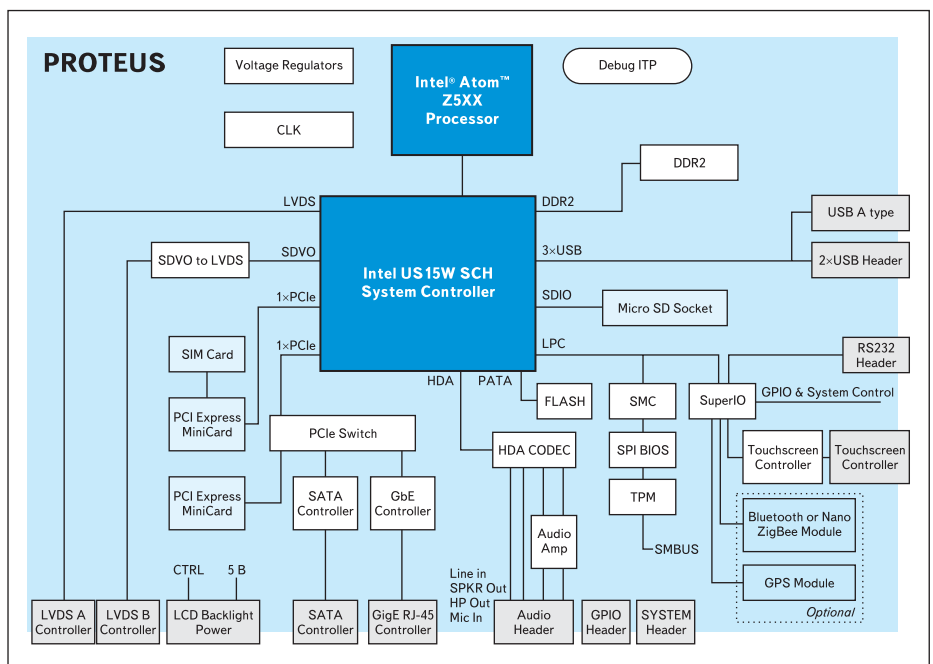 PROTEUS
Voltage Regulators
Intel® Atom™
Z5XX
Processor
Debug ITP
CLK
DDR2
LVDS
DDR2
USB A type
SDVO to LVDS
SDVO
Intel US15W SCH
System Controller
3×USB
2×USB Header
1×PCIe
SDIO
Micro SD Socket
SIM Card
1×PCIe
LPC
RS232
Header
HDA
PATA
FLASH
SMC
SuperIO
GPIO & System Control
PCI Express
MiniCard
PCIe Switch
HDA CODEC
SPI BIOS
Touchscreen
Controller
Touchscreen
Controller
PCI Express
MiniCard
SATA
Controller
GbE
Controller
TPM
Audio
Amp
SMBUS
Bluetooth or Nano
ZigBee Module
GPS Module
Optional
CTRL
5 B
Line in
SPKR Out
HP Out
Mic In
LVDS A
Controller
LVDS B
Controller
LCD Backlight
Power
SATA
Controller
GigE RJ-45
Controller
Audio
Header
GPIO
Header
SYSTEM
Header